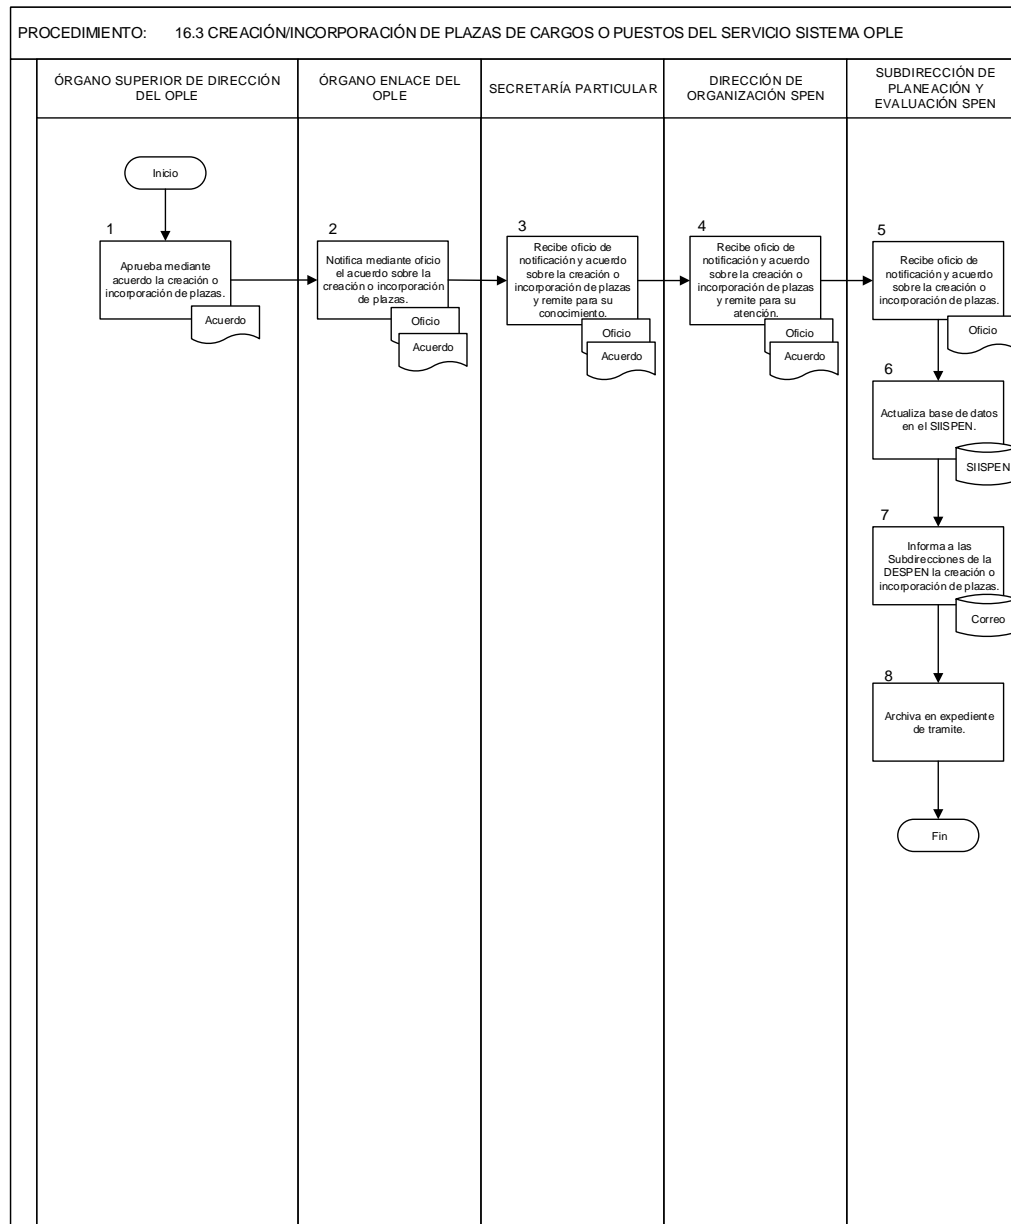 PROCEDIMIENTO: 16.3 CREACIÓN/INCORPORACIÓN DE PLAZAS DE CARGOS O PUESTOS DEL SERVICIO SISTEMA OPLE
ÓRGANO SUPERIOR DE DIRECCIÓN
DEL OPLE
ÓRGANO ENLACE DEL
OPLE
SECRETARÍA PARTICULAR
DIRECCIÓN DE
ORGANIZACIÓN SPEN
SUBDIRECCIÓN DE
PLANEACIÓN Y
EVALUACIÓN SPEN
Inicio
1
Aprueba mediante
acuerdo la creación o
incorporación de plazas.
Acuerdo
2
Notifica mediante oficio
el acuerdo sobre la
creación o incorporación
de plazas.
Oficio
Acuerdo
3
Recibe oficio de
notificación y acuerdo
sobre la creación o
incorporación de plazas
y remite para su
conocimiento.
Oficio
Acuerdo
4
Recibe oficio de
notificación y acuerdo
sobre la creación o
incorporación de plazas
y remite para su
atención.
Oficio
Acuerdo
5
Recibe oficio de
notificación y acuerdo
sobre la creación o
incorporación de plazas.
Oficio
6
Actualiza base de datos
en el SIISPEN.
SIISPEN
7
Informa a las
Subdirecciones de la
DESPEN la creación o
incorporación de plazas.
Correo
8
Archiva en expediente
de tramite.
Fin